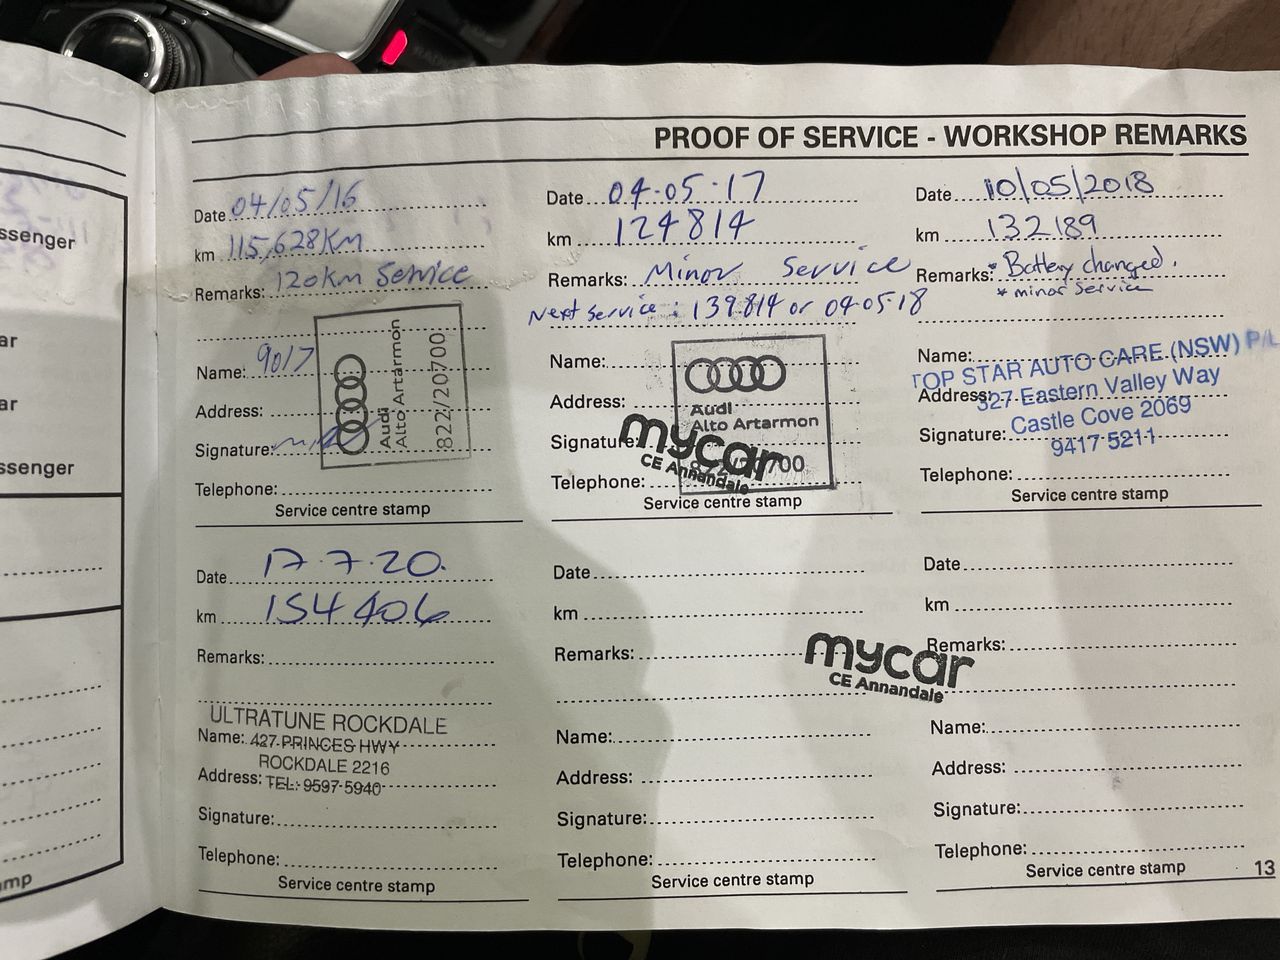 ssenger
ar
ar
ssenger
mp
PROOF OF SERVICE - WORKSHOP REMARKS
Date 04/05/16
km 115,628KM
Remarks: 120km Service
Name: 9017
Address:
Signature:
Audi
Alto Artarmon
822/20700
Telephone:
Service centre stamp
Date 04.05.17
km 124814
Remarks: Minor Service
Next service: 139814 or 04.05.18
Name:
Address:
Audi
Alto Artarmon
Signature:
mycar
CE Annandale
822/20700
Telephone:
Service centre stamp
Date 10/05/2018
km 132189
Remarks: * Battery changed.
* minor service
Name:
TOP STAR AUTO CARE (NSW) P/L
Address:
327 Eastern Valley Way
Castle Cove 2069
Signature:
9417-5211
Telephone:
Service centre stamp
Date 17.7.20.
km 154406
Remarks:
ULTRATUNE ROCKDALE
Name: 427 PRINCES HWY
ROCKDALE 2216
Address: TEL: 9597-5940
Signature:
Telephone:
Service centre stamp
Date
km
Remarks:
mycar
CE Annandale
Name:
Address:
Signature:
Telephone:
Service centre stamp
Date
km
Remarks:
Name:
Address:
Signature:
Telephone:
Service centre stamp
13